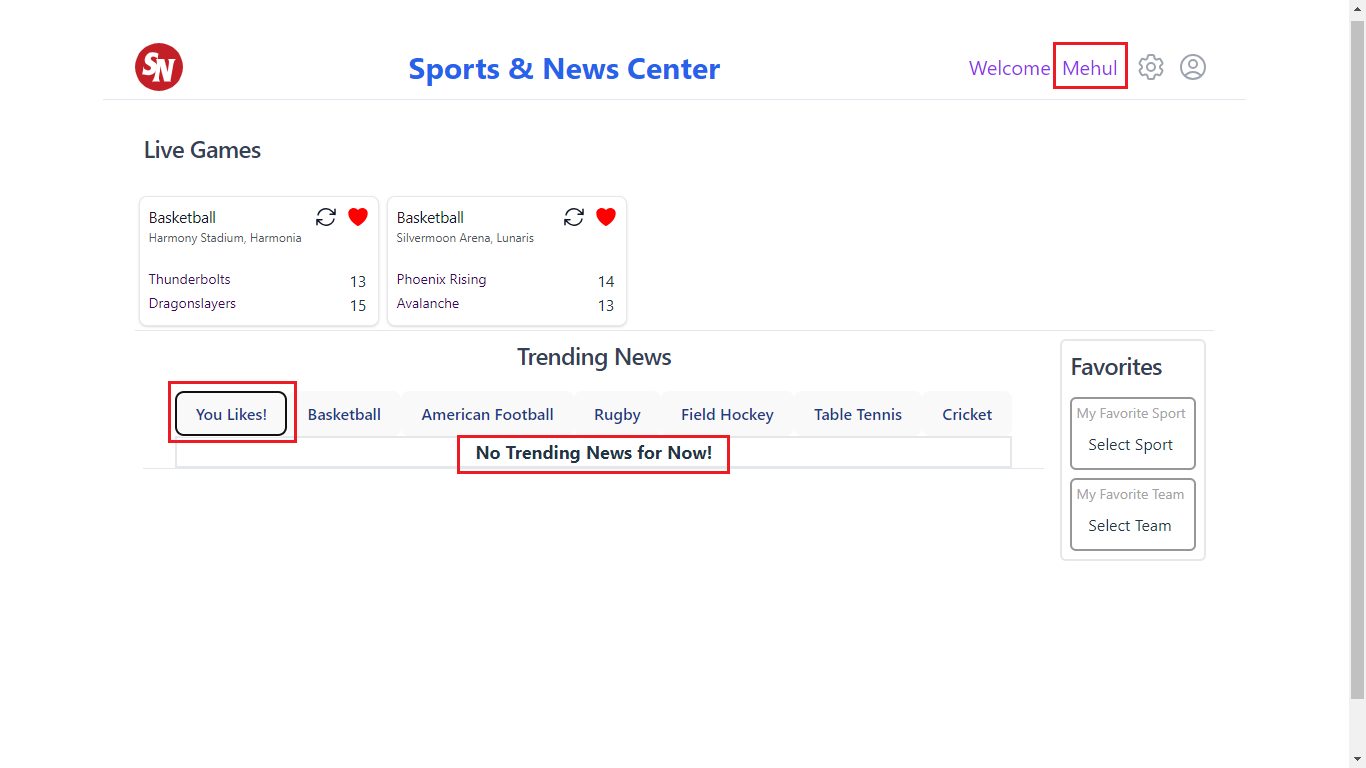 SN
Sports & News Center
Welcome Mehul
Live Games
Basketball
Harmony Stadium, Harmonia
Thunderbolts 13
Dragonslayers 15
Basketball
Silvermoon Arena, Lunaris
Phoenix Rising 14
Avalanche 13
Trending News
You Likes! Basketball American Football Rugby Field Hockey Table Tennis Cricket
No Trending News for Now!
Favorites
My Favorite Sport
Select Sport
My Favorite Team
Select Team